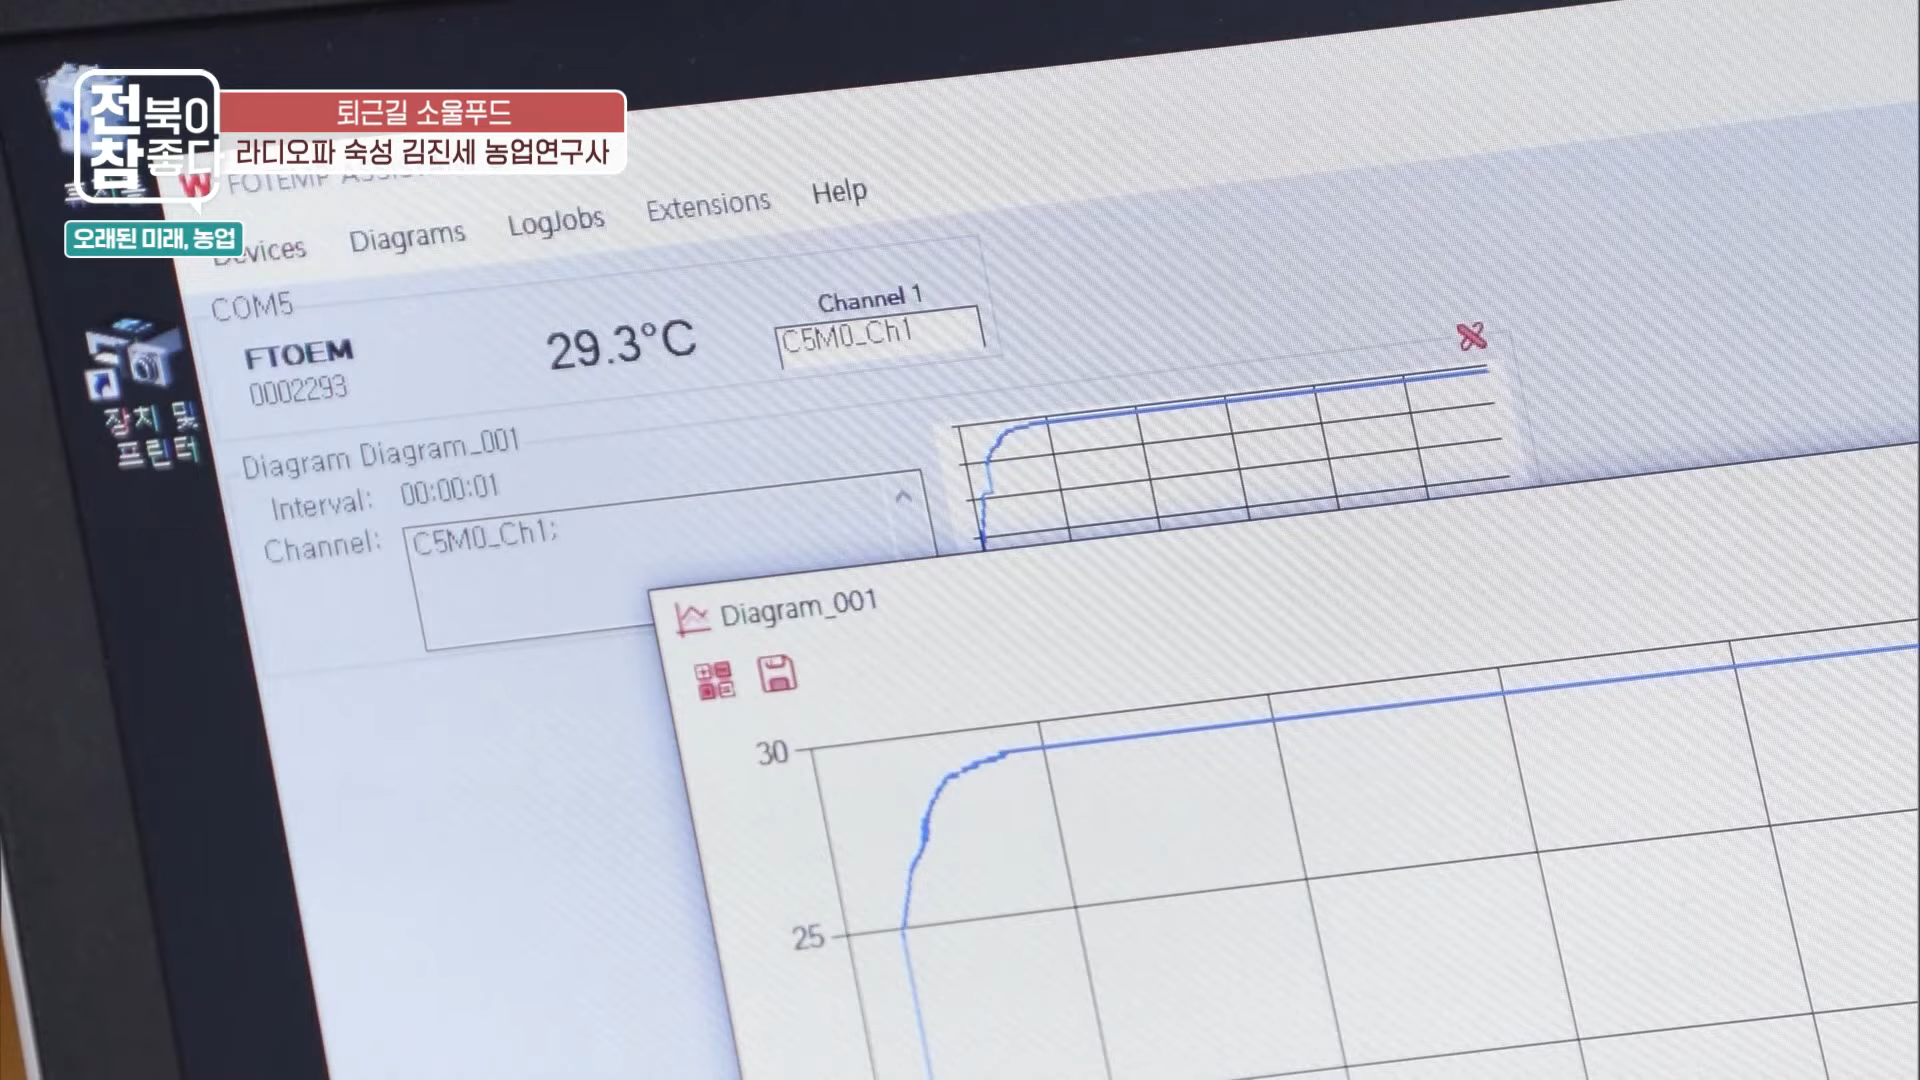 전북이
참좋다
퇴근길 소울푸드
라디오파 숙성 김진세 농업연구사
오래된 미래, 농업
FOTEMP
Devices Diagrams LogJobs Extensions Help
COM5
FTOEM
0002293
29.3°C
Channel 1
C5M0_Ch1
장치 및
프린터
Diagram Diagram_001
Interval: 00:00:01
Channel: C5M0_Ch1;
Diagram_001
30
25